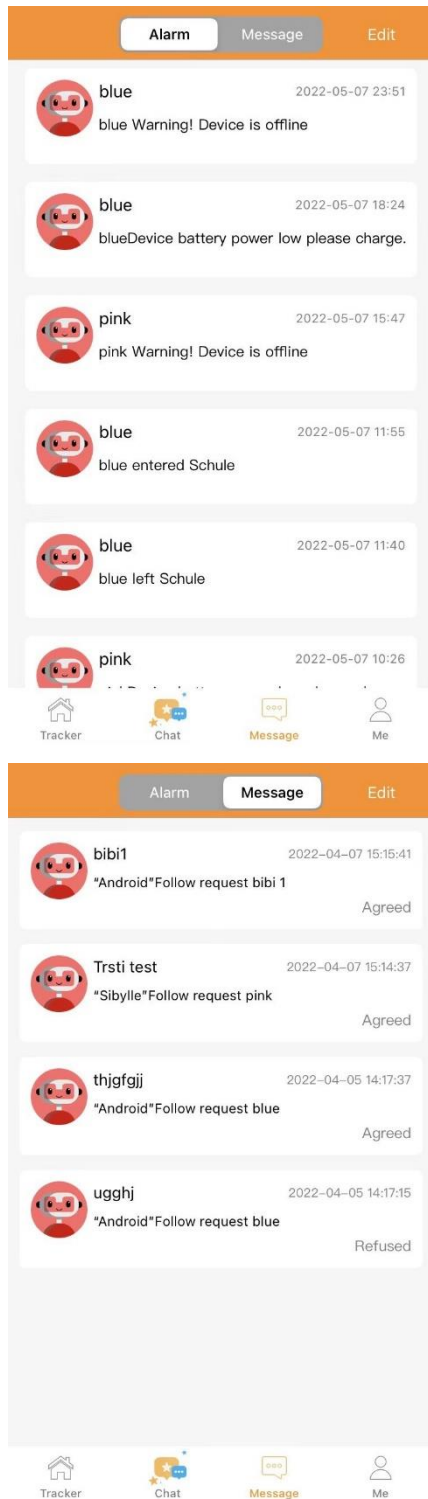 Alarm Message Edit
blue 2022-05-07 23:51
blue Warning! Device is offline
blue 2022-05-07 18:24
blueDevice battery power low please charge.
pink 2022-05-07 15:47
pink Warning! Device is offline
blue 2022-05-07 11:55
blue entered Schule
blue 2022-05-07 11:40
blue left Schule
pink 2022-05-07 10:26
Tracker Chat Message Me
Alarm Message Edit
bibi1 2022-04-07 15:15:41
“Android”Follow request bibi 1
Agreed
Trsti test 2022-04-07 15:14:37
“Sibylle”Follow request pink
Agreed
thjgfgjj 2022-04-05 14:17:37
“Android”Follow request blue
Agreed
ugghj 2022-04-05 14:17:15
“Android”Follow request blue
Refused
Tracker Chat Message Me